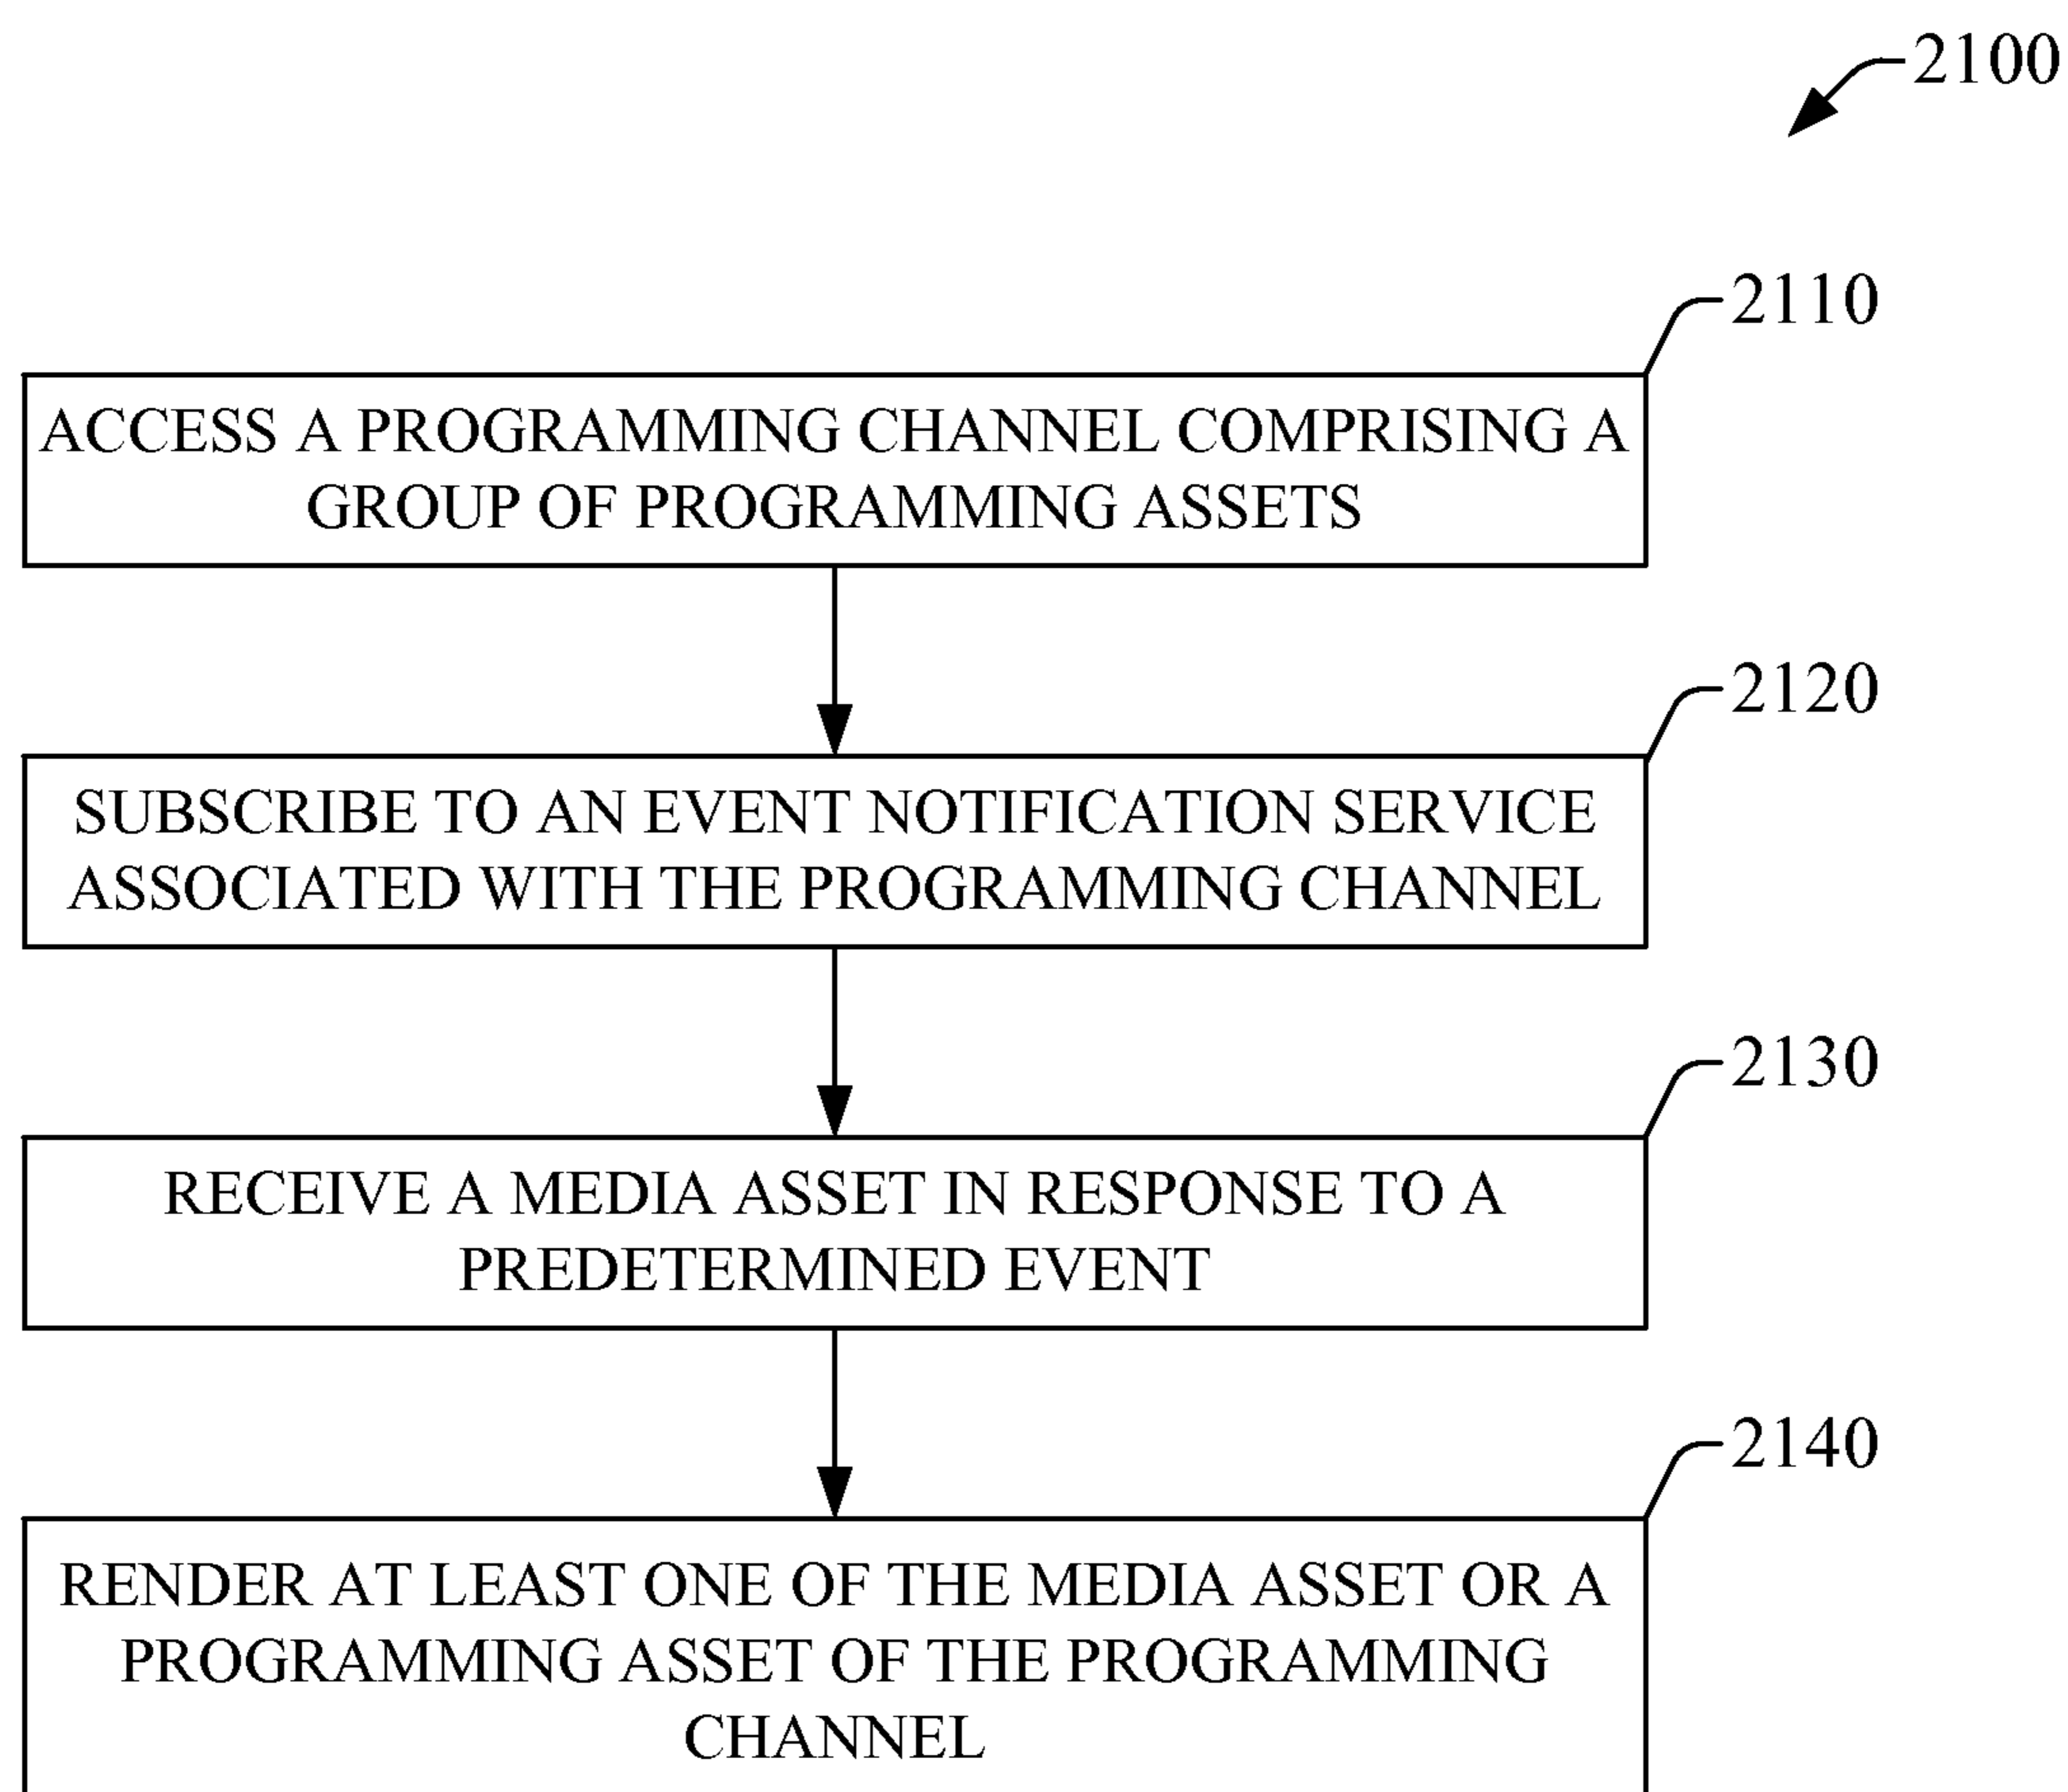 2100
2110
ACCESS A PROGRAMMING CHANNEL COMPRISING A
GROUP OF PROGRAMMING ASSETS
2120
SUBSCRIBE TO AN EVENT NOTIFICATION SERVICE
ASSOCIATED WITH THE PROGRAMMING CHANNEL
2130
RECEIVE A MEDIA ASSET IN RESPONSE TO A
PREDETERMINED EVENT
2140
RENDER AT LEAST ONE OF THE MEDIA ASSET OR A
PROGRAMMING ASSET OF THE PROGRAMMING
CHANNEL